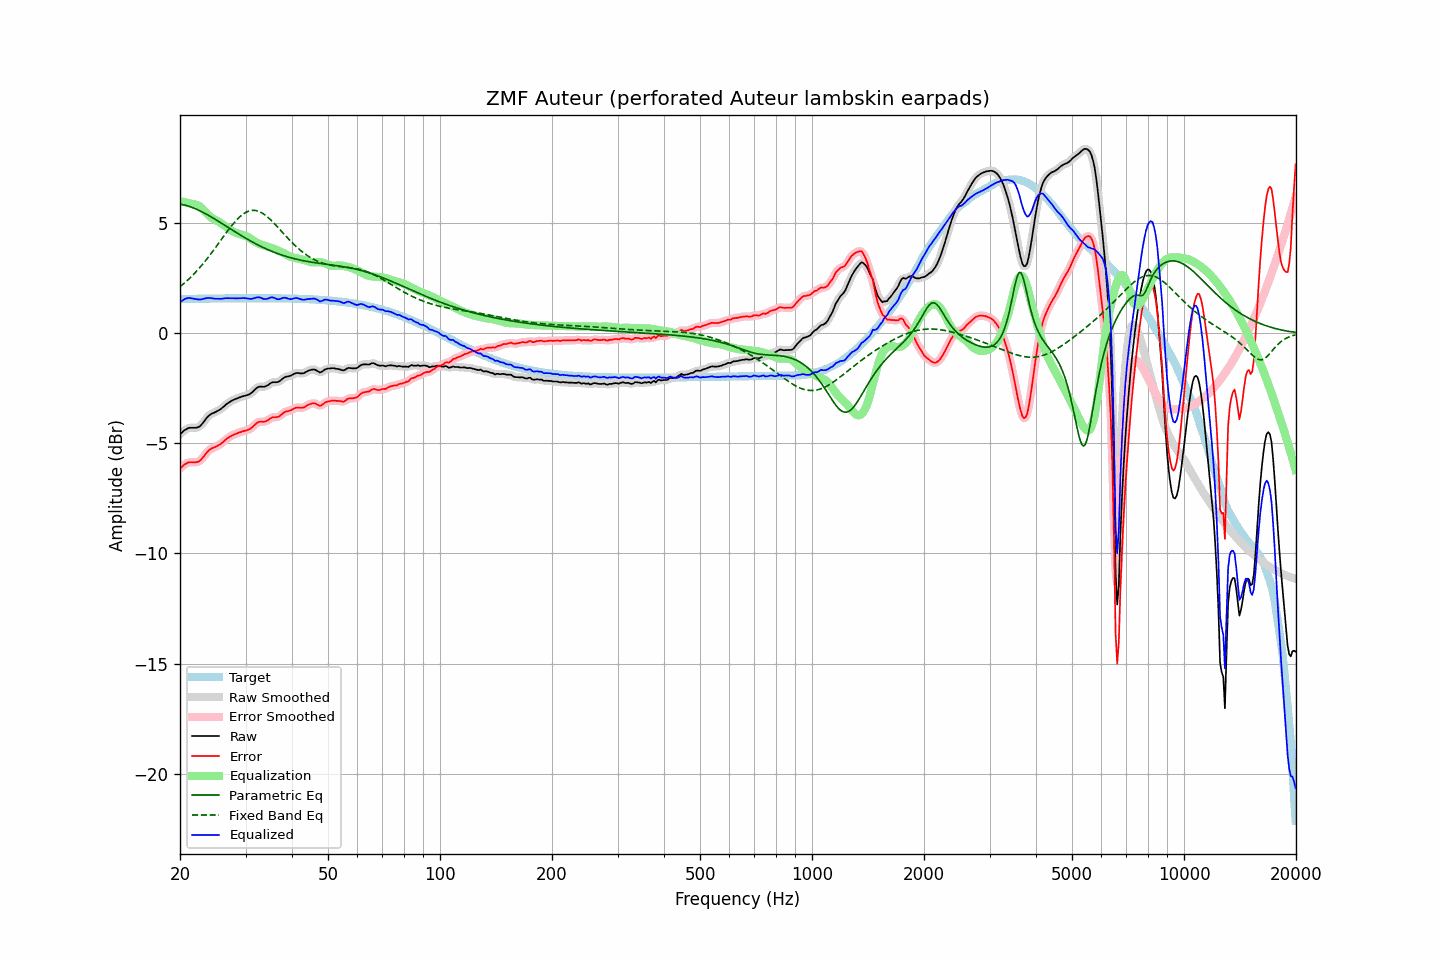 ZMF Auteur (perforated Auteur lambskin earpads)
Amplitude (dBr)
5
0
−5
−10
−15
−20
Target
Raw Smoothed
Error Smoothed
Raw
Error
Equalization
Parametric Eq
Fixed Band Eq
Equalized
20 50 100 200 500 1000 2000 5000 10000 20000
Frequency (Hz)